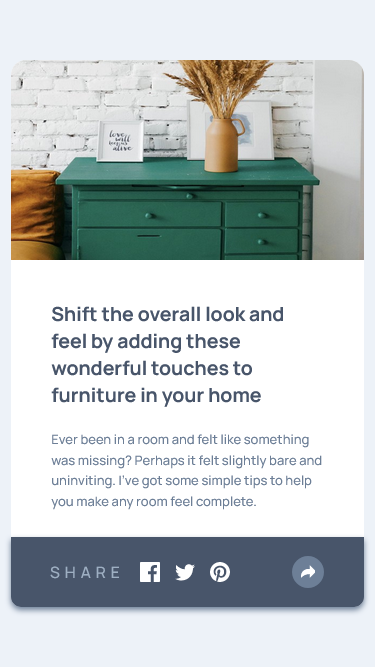 love
will
keep us
alive
Shift the overall look and
feel by adding these
wonderful touches to
furniture in your home
Ever been in a room and felt like something
was missing? Perhaps it felt slightly bare and
uninviting. I've got some simple tips to help
you make any room feel complete.
SHARE